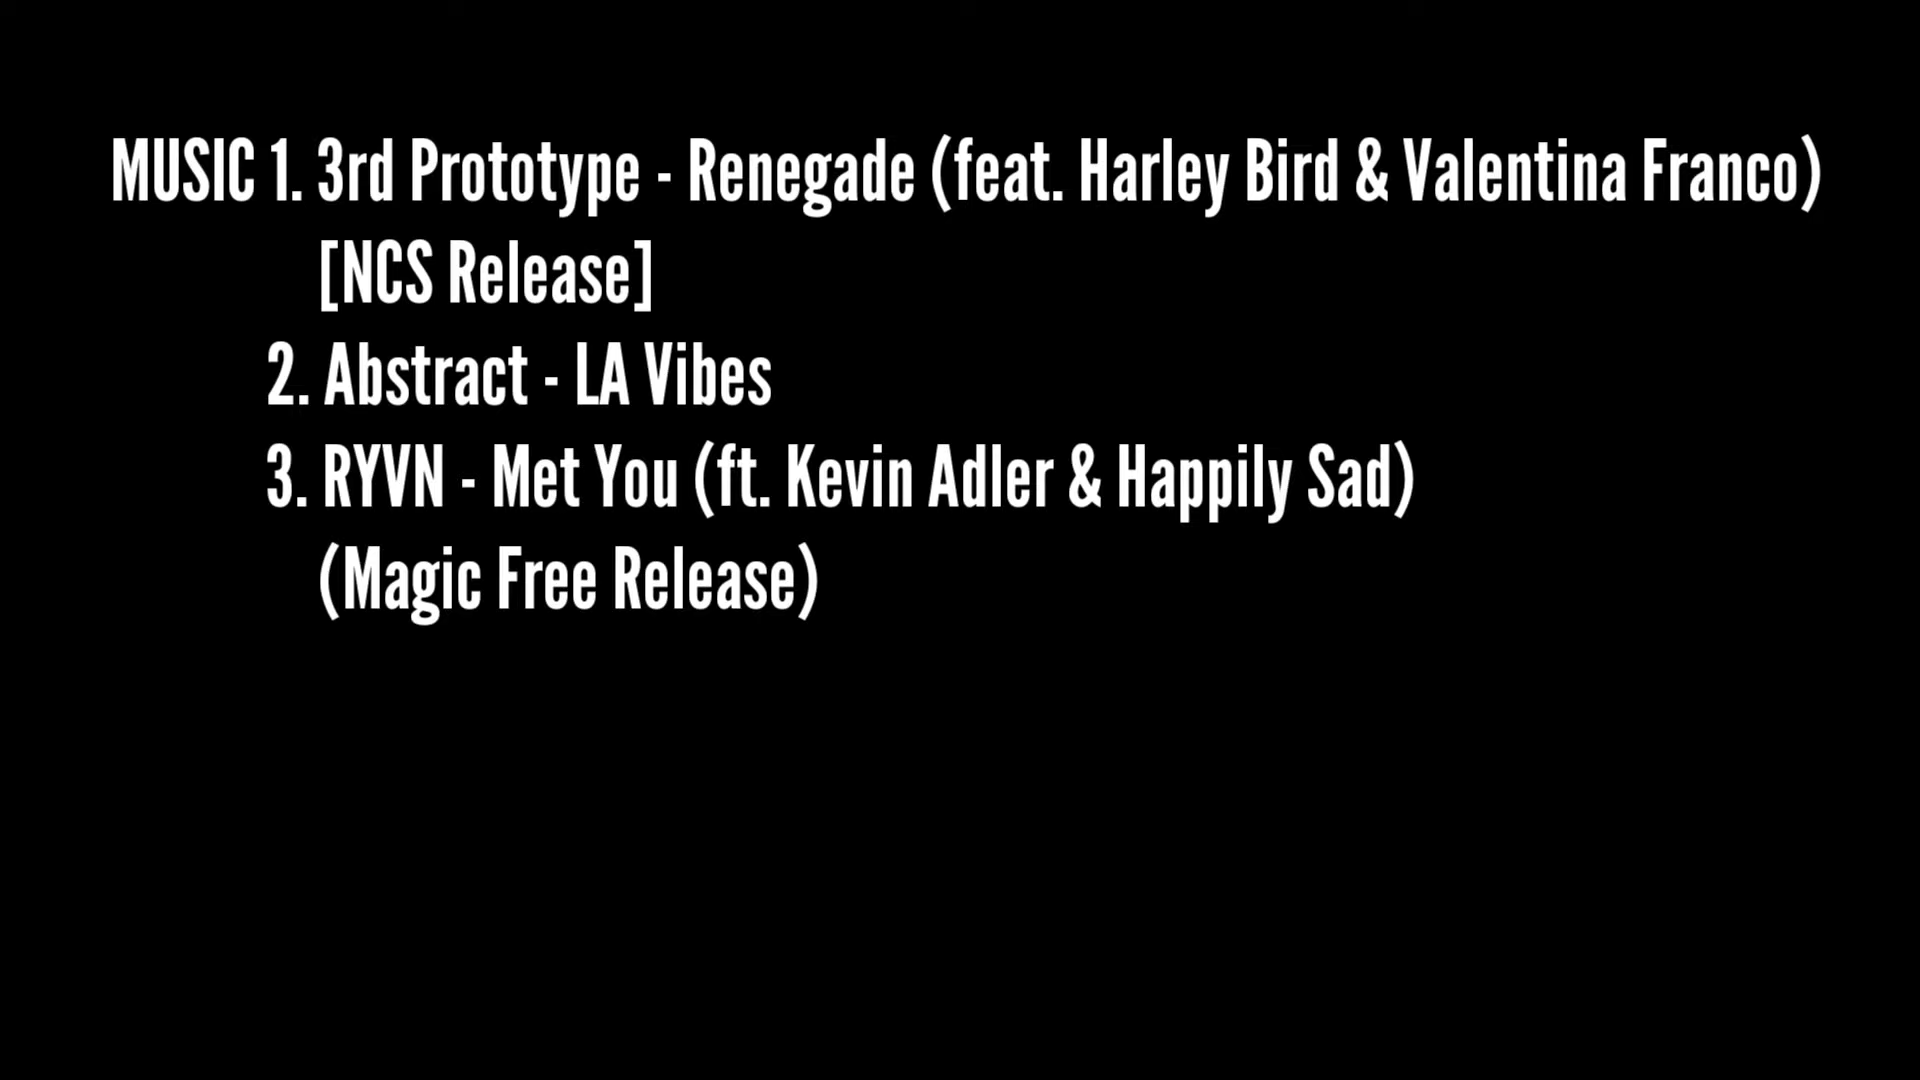 MUSIC 1. 3rd Prototype - Renegade (feat. Harley Bird & Valentina Franco)
[NCS Release]
2. Abstract - LA Vibes
3. RYVN - Met You (ft. Kevin Adler & Happily Sad)
(Magic Free Release)